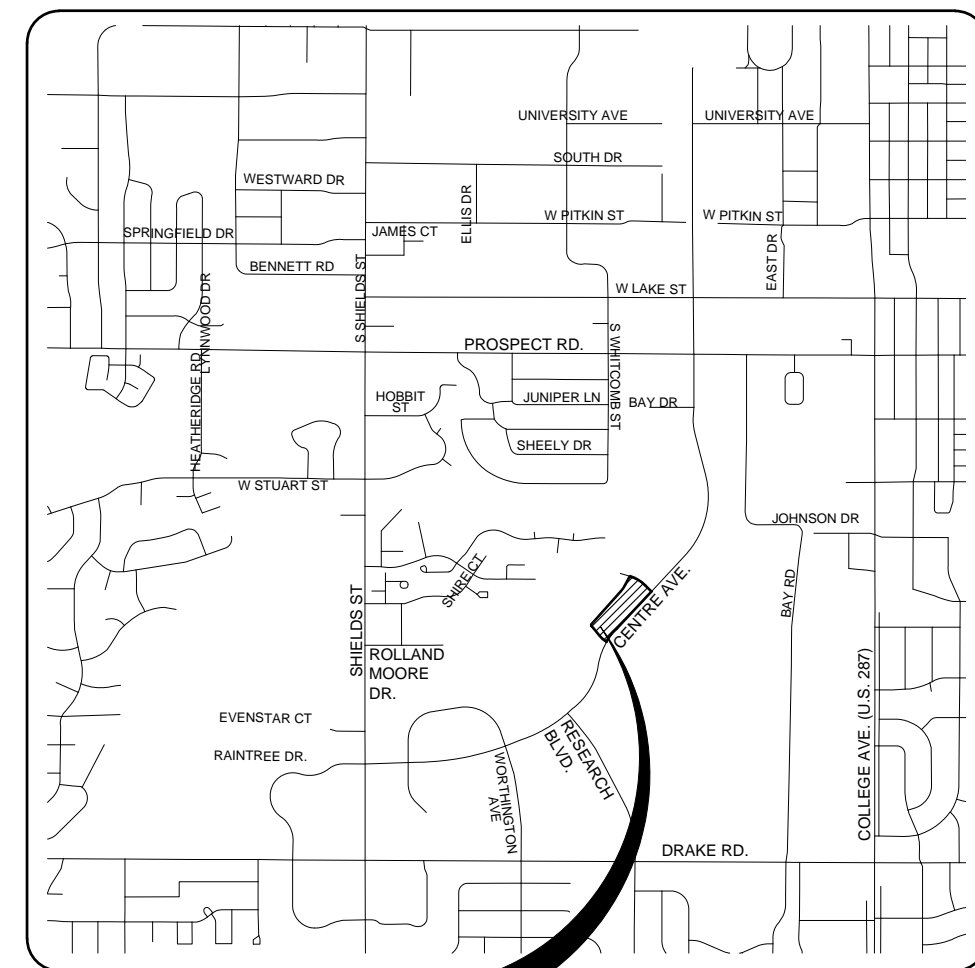 UNIVERSITY AVE
UNIVERSITY AVE
SOUTH DR
WESTWARD DR
ELLIS DR
W PITKIN ST
W PITKIN ST
SPRINGFIELD DR
JAMES CT
EAST DR
BENNETT RD
S SHIELDS ST
LYNNWOOD DR
W LAKE ST
PROSPECT RD.
S WHITCOMB ST
HEATHERIDGE RD
HOBBIT
ST
JUNIPER LN
BAY DR
SHEELY DR
W STUART ST
JOHNSON DR
SHIRE CT
BAY RD
CENTRE AVE.
SHIELDS ST
ROLLAND
MOORE
DR.
COLLEGE AVE. (U.S. 287)
EVENSTAR CT
RAINTREE DR.
RESEARCH
BLVD.
WORTHINGTON
AVE
DRAKE RD.